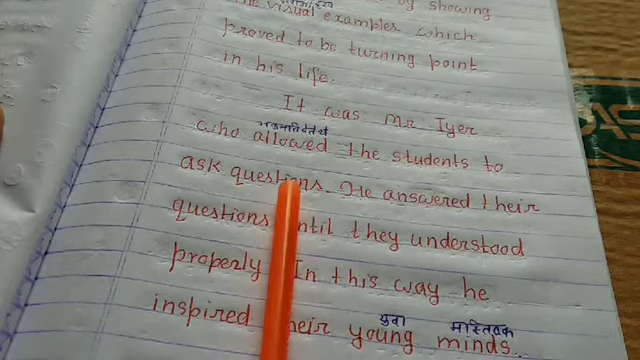 the visual examples which
by showing
proved to be turning point
in his life.
It was Mr Iyer
who allowed the students to
ask questions. He answered their
questions until they understood
properly In this way he
inspired their young minds.
युवा मास्तिष्क